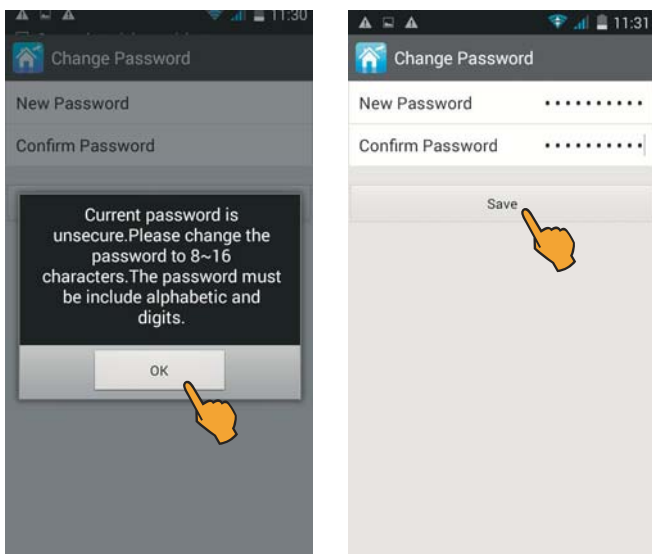 11:30
Change Password
New Password
Confirm Password
Current password is
unsecure.Please change the
password to 8~16
characters.The password must
be include alphabetic and
digits.
OK
11:31
Change Password
New Password ••••••••••
Confirm Password ••••••••••
Save